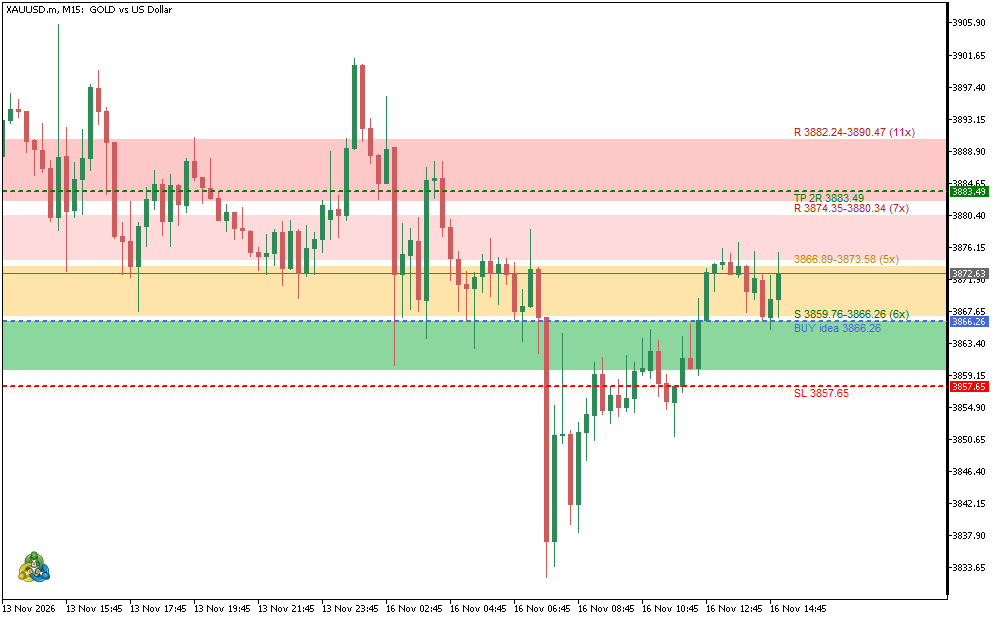 XAUUSD.m, M15: GOLD vs US Dollar
3905.90
3901.65
3897.40
3893.15
R 3882.24-3890.47 (11x)
3888.90
3884.65
3883.49
TP 2R 3883.49
R 3874.35-3880.34 (7x)
3880.40
3876.15
3866.89-3873.58 (5x)
3872.63
3871.90
3867.65
S 3859.76-3866.26 (6x)
3866.26
BUY idea 3866.26
3863.40
3859.15
3857.65
SL 3857.65
3854.90
3850.65
3846.40
3842.15
3837.90
3833.65
13 Nov 2026 13 Nov 15:45 13 Nov 17:45 13 Nov 19:45 13 Nov 21:45 13 Nov 23:45 16 Nov 02:45 16 Nov 04:45 16 Nov 06:45 16 Nov 08:45 16 Nov 10:45 16 Nov 12:45 16 Nov 14:45